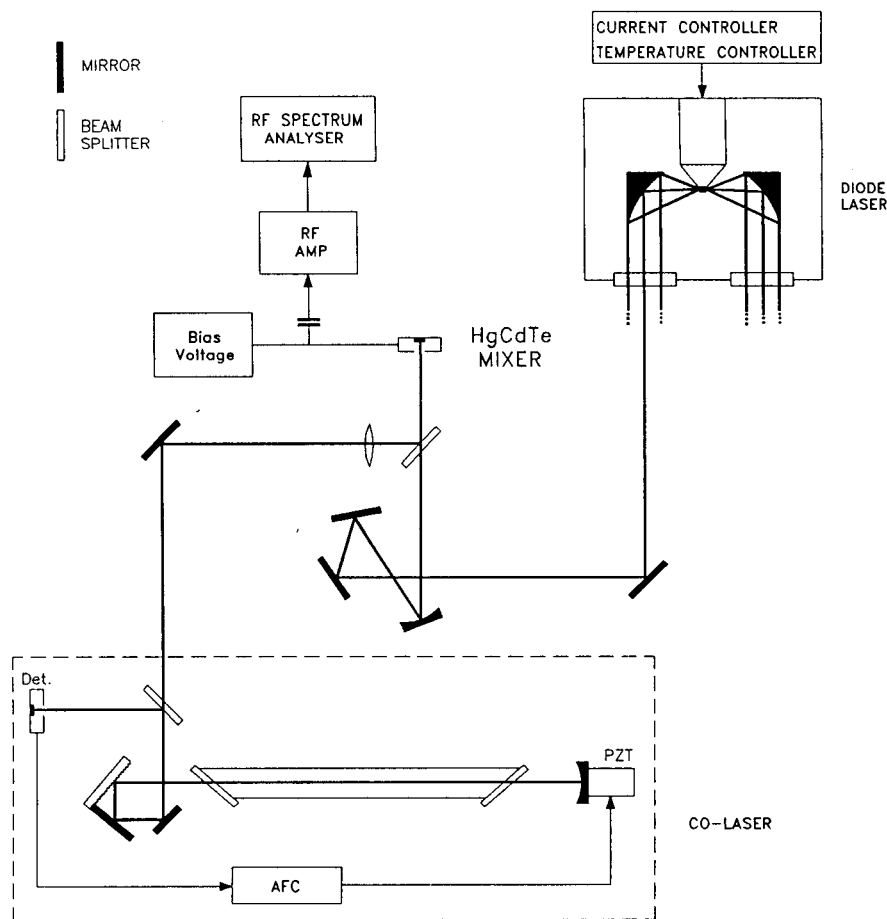 CURRENT CONTROLLER
TEMPERATURE CONTROLLER
MIRROR
BEAM
SPLITTER
RF SPECTRUM
ANALYSER
DIODE
LASER
RF
AMP
Bias
Voltage
HgCdTe
MIXER
Det.
PZT
CO-LASER
AFC